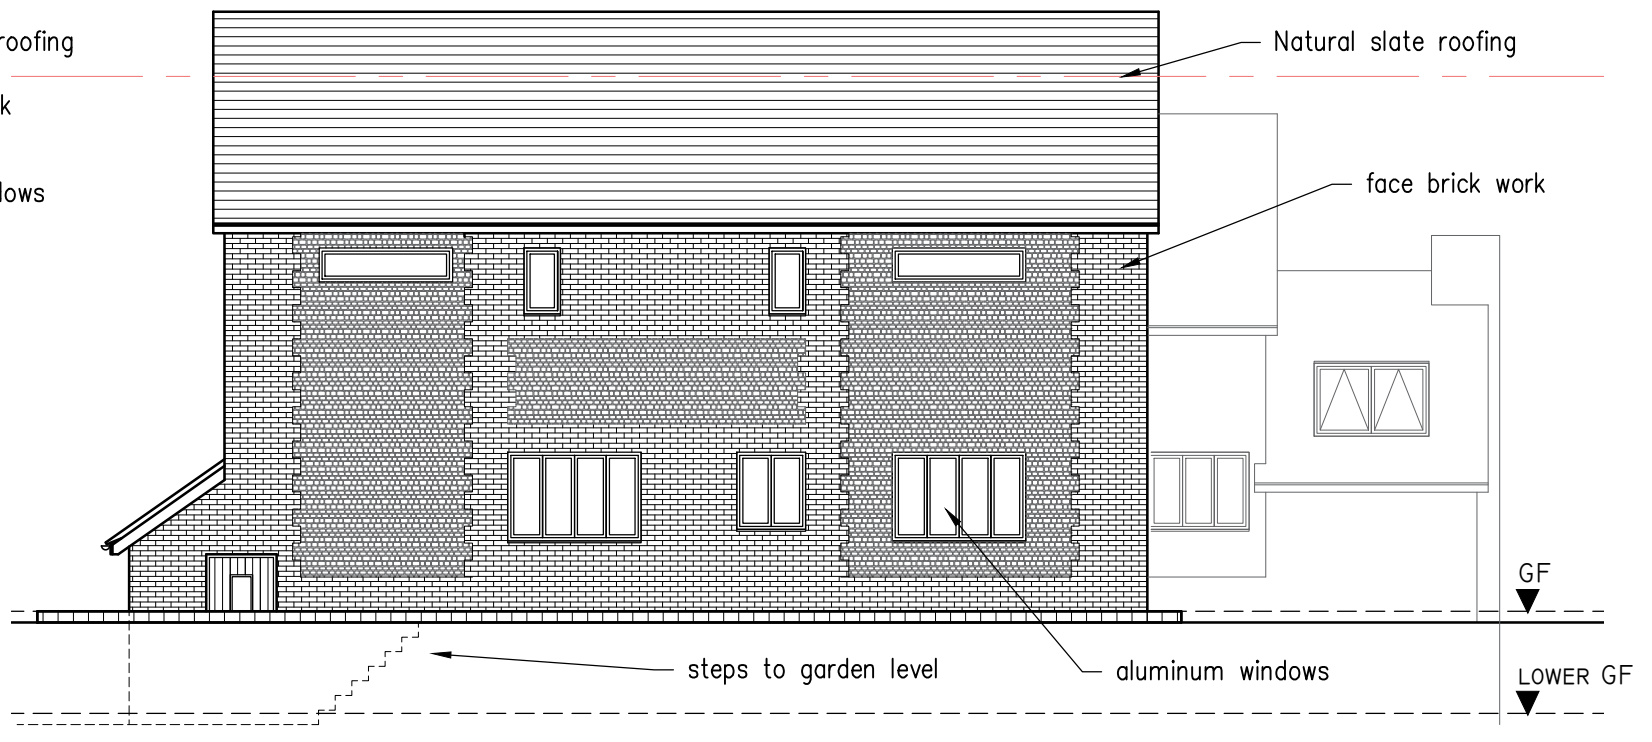 roofing
Natural slate roofing
k
face brick work
lows
GF
steps to garden level
aluminum windows
LOWER GF